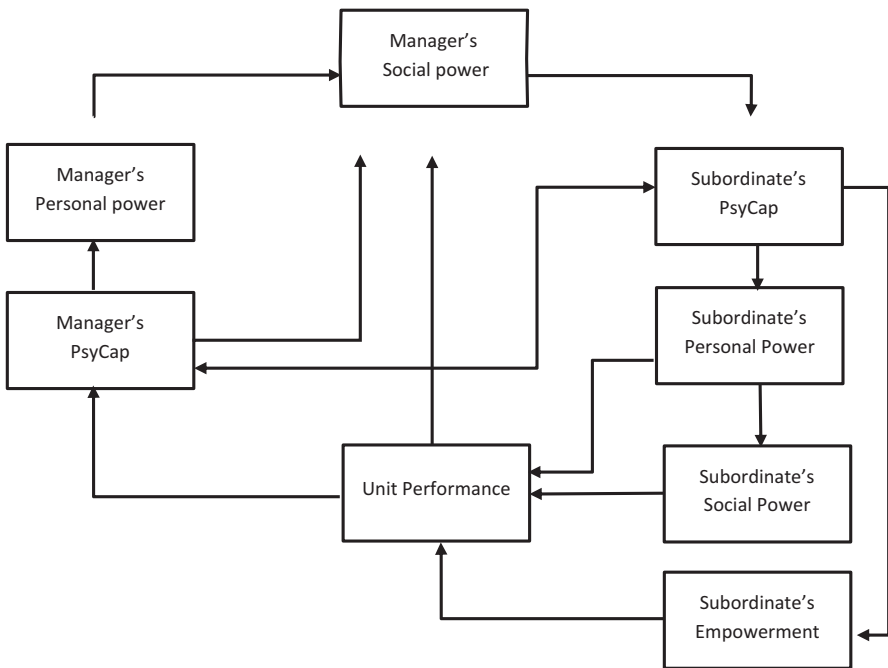 Manager’s
Social power
Manager’s
Personal power
Subordinate’s
PsyCap
Manager’s
PsyCap
Subordinate’s
Personal Power
Unit Performance
Subordinate’s
Social Power
Subordinate’s
Empowerment